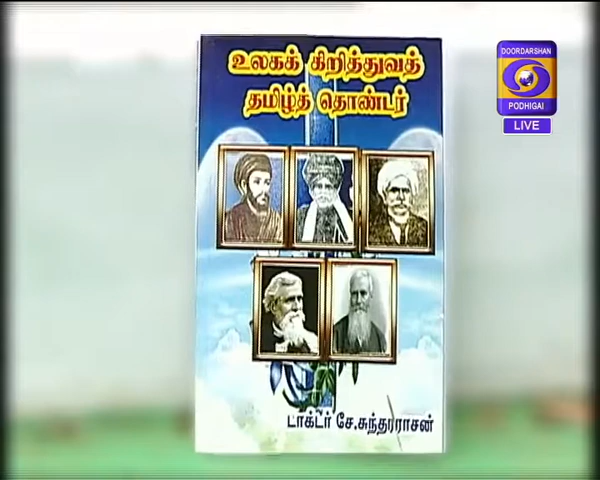 உலகக் கிறித்துவத்
தமிழ்த் தொண்டர்
டாக்டர் சே.சுந்தரராசன்
DOORDARSHAN
PODHIGAI
LIVE